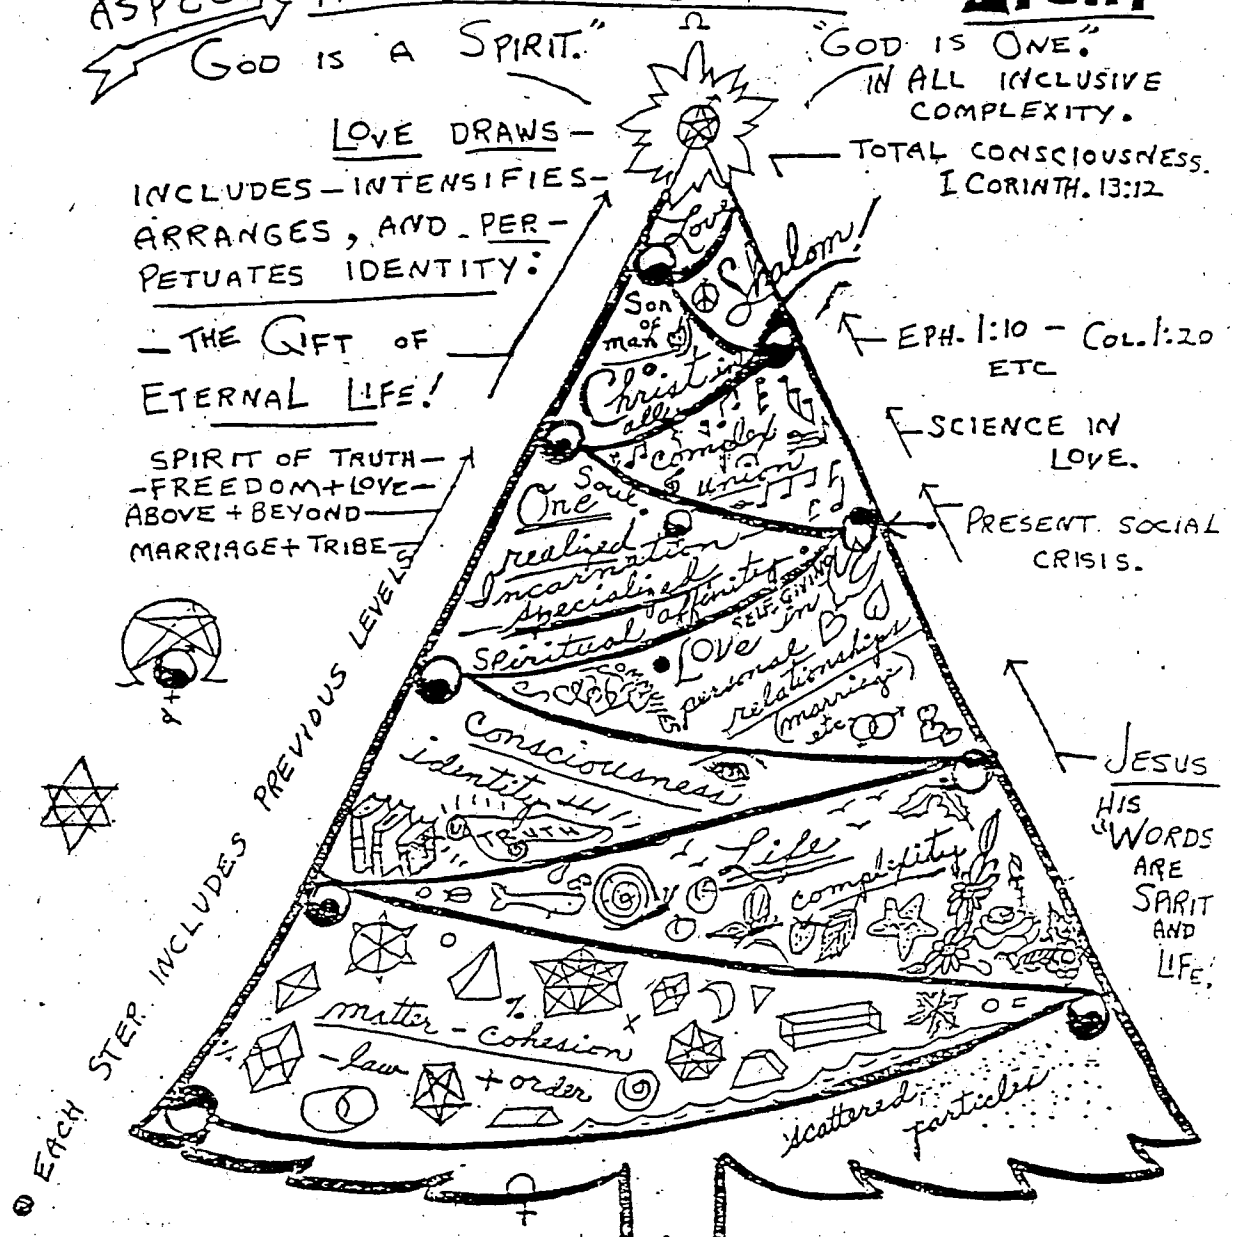 GOD IS A SPIRIT."
Ω
"GOD IS ONE."
IN ALL INCLUSIVE
COMPLEXITY.
LOVE DRAWS –
INCLUDES – INTENSIFIES –
ARRANGES, AND PER-
PETUATES IDENTITY:
– THE GIFT OF
ETERNAL LIFE!
SPIRIT OF TRUTH –
– FREEDOM + LOVE –
ABOVE + BEYOND
MARRIAGE + TRIBE
TOTAL CONSCIOUSNESS.
I CORINTH. 13:12
EPH. 1:10 – COL. 1:20
ETC
SCIENCE IN
LOVE.
PRESENT SOCIAL
CRISIS.
JESUS
HIS
"WORDS
ARE
SPIRIT
AND
LIFE!
Love
Shalom!
Son
of
man
Christ in
all
complex
union
Soul
One
realized
Incarnation
specialized
Spiritual affinity
SELF-GIVING
LOVE in
personal
relationships
(marriage)
etc
Consciousness
identity
TRUTH
Life
complexity
matter – cohesion
– law + order
scattered
particles
EACH STEP INCLUDES PREVIOUS LEVELS